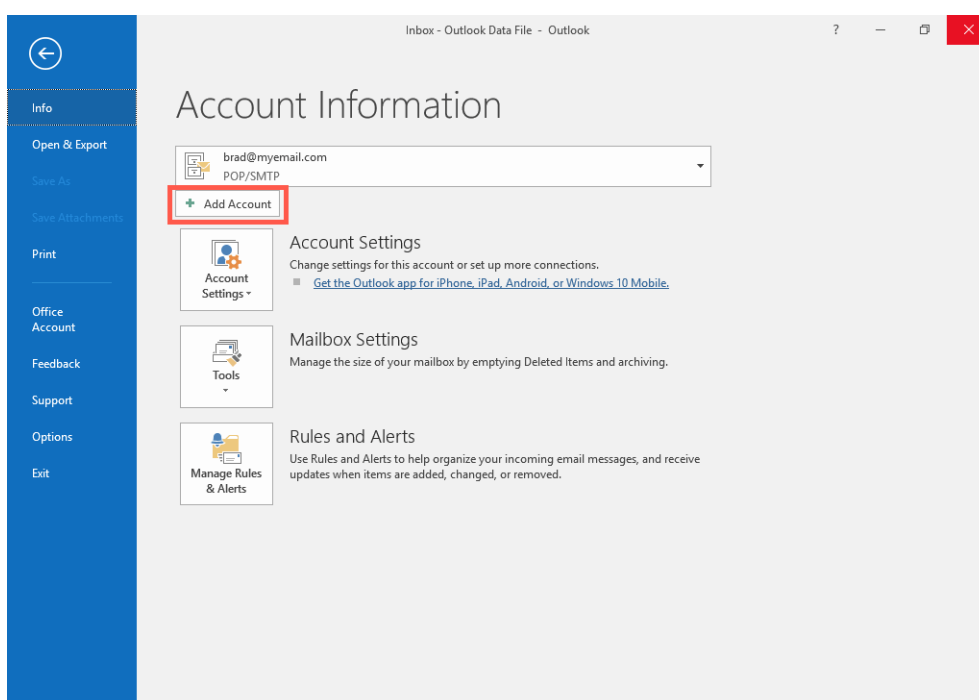 Inbox - Outlook Data File - Outlook
Info
Open & Export
Save As
Save Attachments
Print
Office
Account
Feedback
Support
Options
Exit
Account Information
brad@myemail.com
POP/SMTP
Add Account
Account
Settings
Account Settings
Change settings for this account or set up more connections.
Get the Outlook app for iPhone, iPad, Android, or Windows 10 Mobile.
Tools
Mailbox Settings
Manage the size of your mailbox by emptying Deleted Items and archiving.
Manage Rules
& Alerts
Rules and Alerts
Use Rules and Alerts to help organize your incoming email messages, and receive
updates when items are added, changed, or removed.